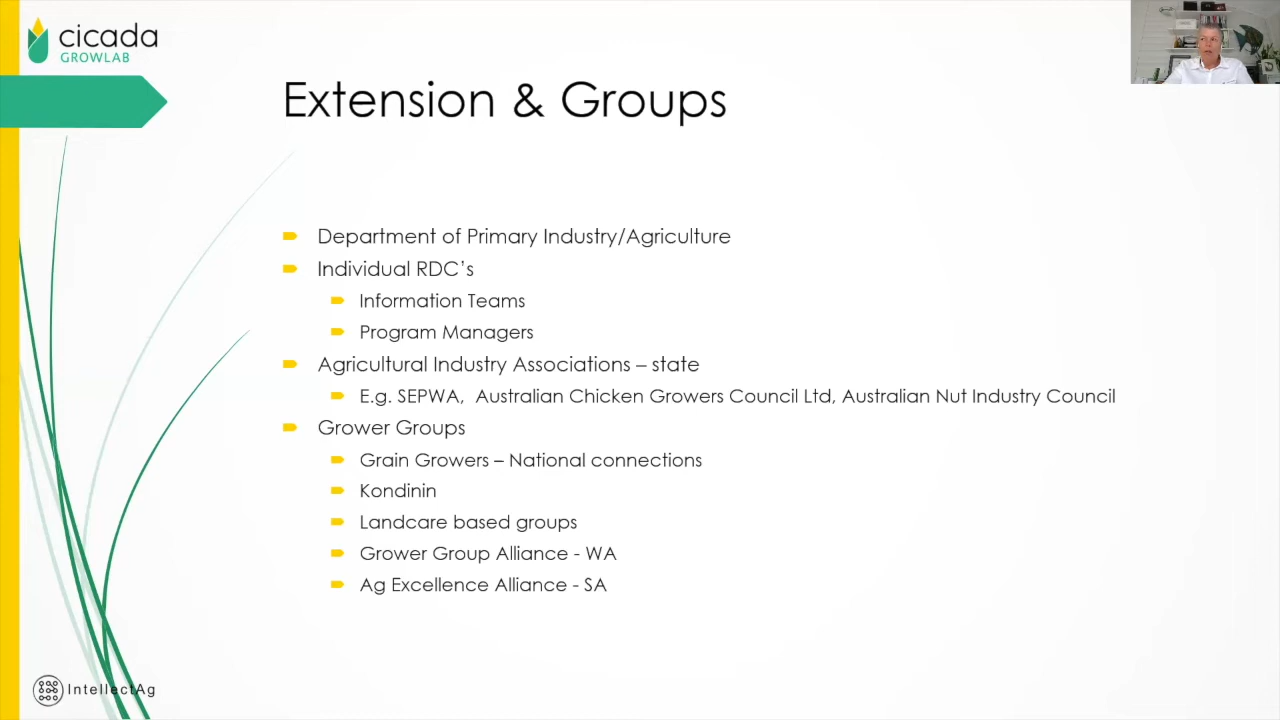 cicada
GROWLAB
Extension & Groups
Department of Primary Industry/Agriculture
Individual RDC's
Information Teams
Program Managers
Agricultural Industry Associations – state
E.g. SEPWA, Australian Chicken Growers Council Ltd, Australian Nut Industry Council
Grower Groups
Grain Growers – National connections
Kondinin
Landcare based groups
Grower Group Alliance - WA
Ag Excellence Alliance - SA
IntellectAg